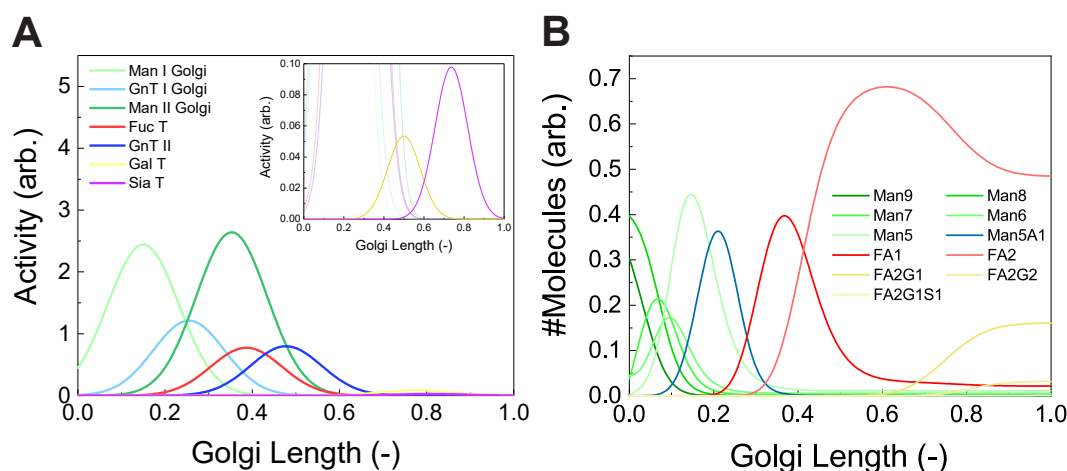 A
Activity (arb.)
5
4
3
2
1
0
Man I Golgi
GnT I Golgi
Man II Golgi
Fuc T
GnT II
Gal T
Sia T
Activity (arb.)
0.10
0.08
0.06
0.04
0.02
0.00
0.0 0.2 0.4 0.6 0.8 1.0
Golgi Length (-)
0.0 0.2 0.4 0.6 0.8 1.0
Golgi Length (-)
B
#Molecules (arb.)
0.7
0.6
0.5
0.4
0.3
0.2
0.1
0.0
Man9 Man8
Man7 Man6
Man5 Man5A1
FA1 FA2
FA2G1 FA2G2
FA2G1S1
0.0 0.2 0.4 0.6 0.8 1.0
Golgi Length (-)